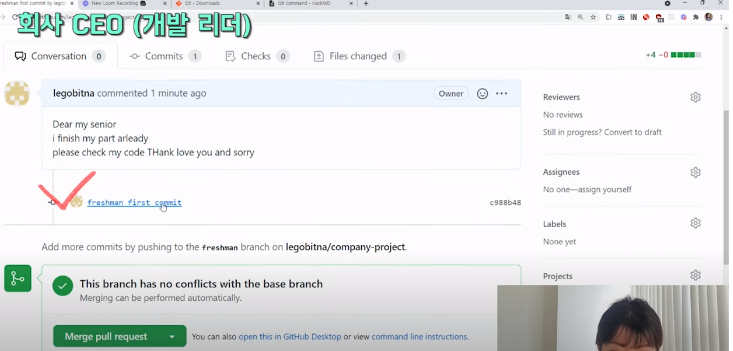 freshman first commit by legob
New Loom Recording
Git - Downloads
Git command - HackMD
회사 CEO (개발 리더)
Conversation 0
Commits 1
Checks 0
Files changed 1
+4 −0
legobitna commented 1 minute ago
Owner
Dear my senior
i finish my part arleady
please check my code THank love you and sorry
freshman first commit
c988b48
Add more commits by pushing to the freshman branch on legobitna/company-project.
This branch has no conflicts with the base branch
Merging can be performed automatically.
Merge pull request
You can also open this in GitHub Desktop or view command line instructions.
Reviewers
No reviews
Still in progress? Convert to draft
Assignees
No one—assign yourself
Labels
None yet
Projects